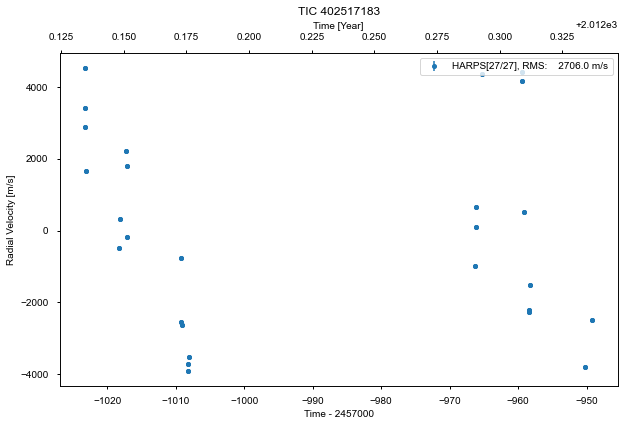 TIC 402517183
Time [Year]
+2.012e3
0.125 0.150 0.175 0.200 0.225 0.250 0.275 0.300 0.325
HARPS[27/27], RMS: 2706.0 m/s
4000
2000
0
−2000
−4000
Radial Velocity [m/s]
−1020 −1010 −1000 −990 −980 −970 −960 −950
Time - 2457000